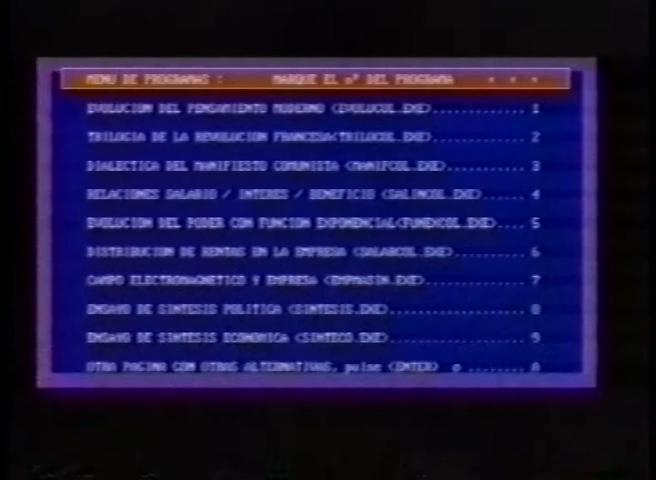 MENU DE PROGRAMAS : MARQUE EL nº DEL PROGRAMA * * *
EVOLUCION DEL PENSAMIENTO MODERNO (EVOLUCOL.EXE)............. 1
TRILOGIA DE LA REVOLUCION FRANCESA(TRILOCOL.EXE)............. 2
DIALECTICA DEL MANIFIESTO COMUNISTA (MANIFCOL.EXE)........... 3
RELACIONES SALARIO / INTERES / BENEFICIO (SALINCOL.EXE)...... 4
EVOLUCION DEL PODER CON FUNCION EXPONENCIAL(FUNEXCOL.EXE).... 5
DISTRIBUCION DE RENTAS EN LA EMPRESA (SALARCOL.EXE).......... 6
CAMPO ELECTROMAGNETICO Y EMPRESA (EMPMASIN.EXE).............. 7
ENSAYO DE SINTESIS POLITICA (SINTESIS.EXE)................... 8
ENSAYO DE SINTESIS ECONOMICA (SINTECO.EXE)................... 9
OTRA PAGINA CON OTRAS ALTERNATIVAS, pulse (ENTER) o ........ A